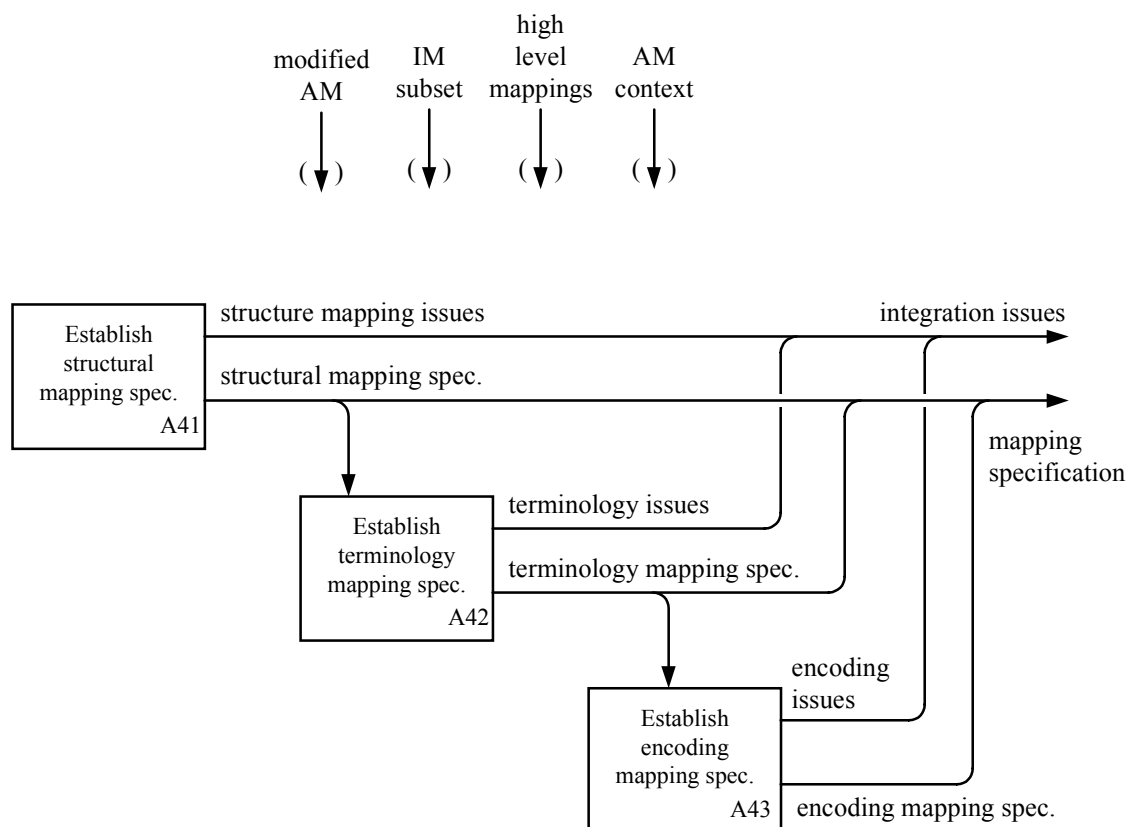 modified
AM
IM
subset
high
level
mappings
AM
context
( )
( )
( )
( )
structure mapping issues
integration issues
Establish
structural
mapping spec.
A41
structural mapping spec.
mapping
specification
terminology issues
Establish
terminology
mapping spec.
A42
terminology mapping spec.
encoding
issues
Establish
encoding
mapping spec.
A43
encoding mapping spec.